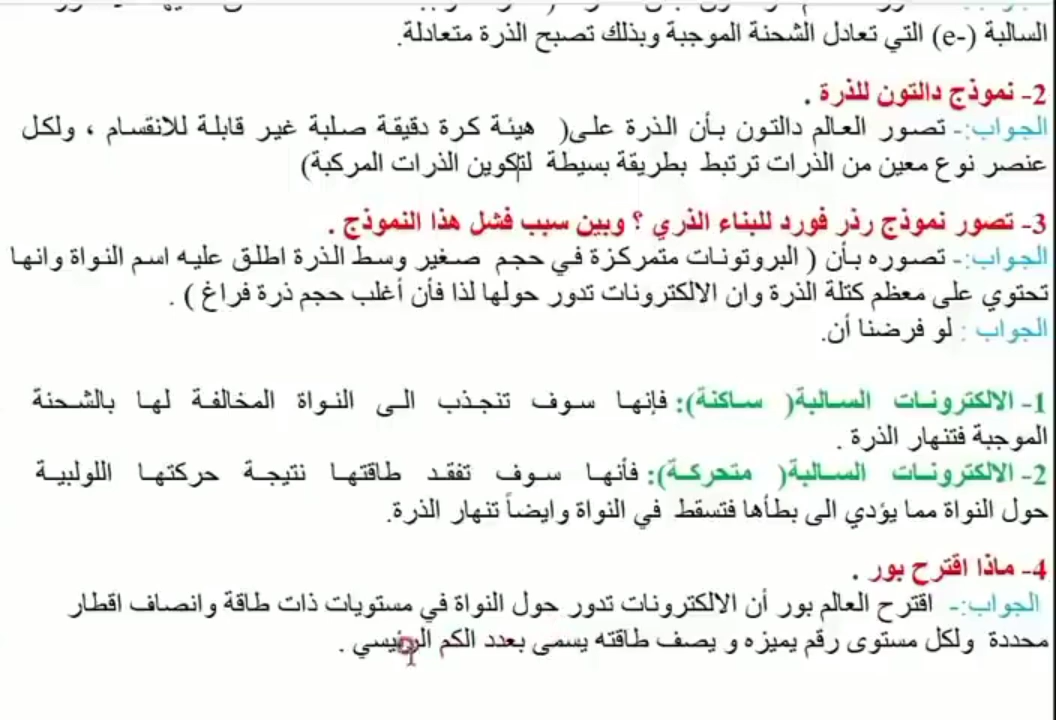 السالبة (-e) التي تعادل الشحنة الموجبة وبذلك تصبح الذرة متعادلة.
2- نموذج دالتون للذرة .
الجواب:- تصور العالم دالتون بأن الذرة على( هيئة كرة دقيقة صلبة غير قابلة للانقسام ، ولكل
عنصر نوع معين من الذرات ترتبط بطريقة بسيطة لتكوين الذرات المركبة)
3- تصور نموذج رذر فورد للبناء الذري ؟ وبين سبب فشل هذا النموذج .
الجواب:- تصوره بأن ( البروتونات متمركزة في حجم صغير وسط الذرة اطلق عليه اسم النواة وانها
تحتوي على معظم كتلة الذرة وان الالكترونات تدور حولها لذا فأن أغلب حجم ذرة فراغ ) .
الجواب : لو فرضنا أن.
1- الالكترونات السالبة( ساكنة): فإنها سوف تنجذب الى النواة المخالفة لها بالشحنة
الموجبة فتنهار الذرة .
2- الالكترونات السالبة( متحركة): فأنها سوف تفقد طاقتها نتيجة حركتها اللولبية
حول النواة مما يؤدي الى بطأها فتسقط في النواة وايضاً تنهار الذرة.
4- ماذا اقترح بور .
الجواب:- اقترح العالم بور أن الالكترونات تدور حول النواة في مستويات ذات طاقة وانصاف اقطار
محددة ولكل مستوى رقم يميزه و يصف طاقته يسمى بعدد الكم الرئيسي .